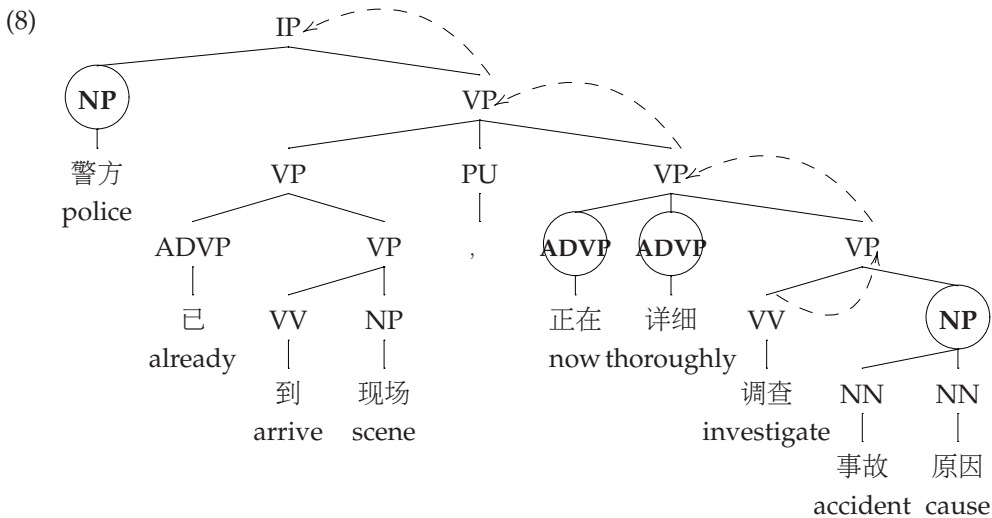 (8)
IP
NP VP
警方 VP PU VP
police
ADVP VP , ADVP ADVP VP
已 VV NP 正在 详细 VV NP
already now thoroughly
到 现场 调查 NN NN
arrive scene investigate
事故 原因
accident cause